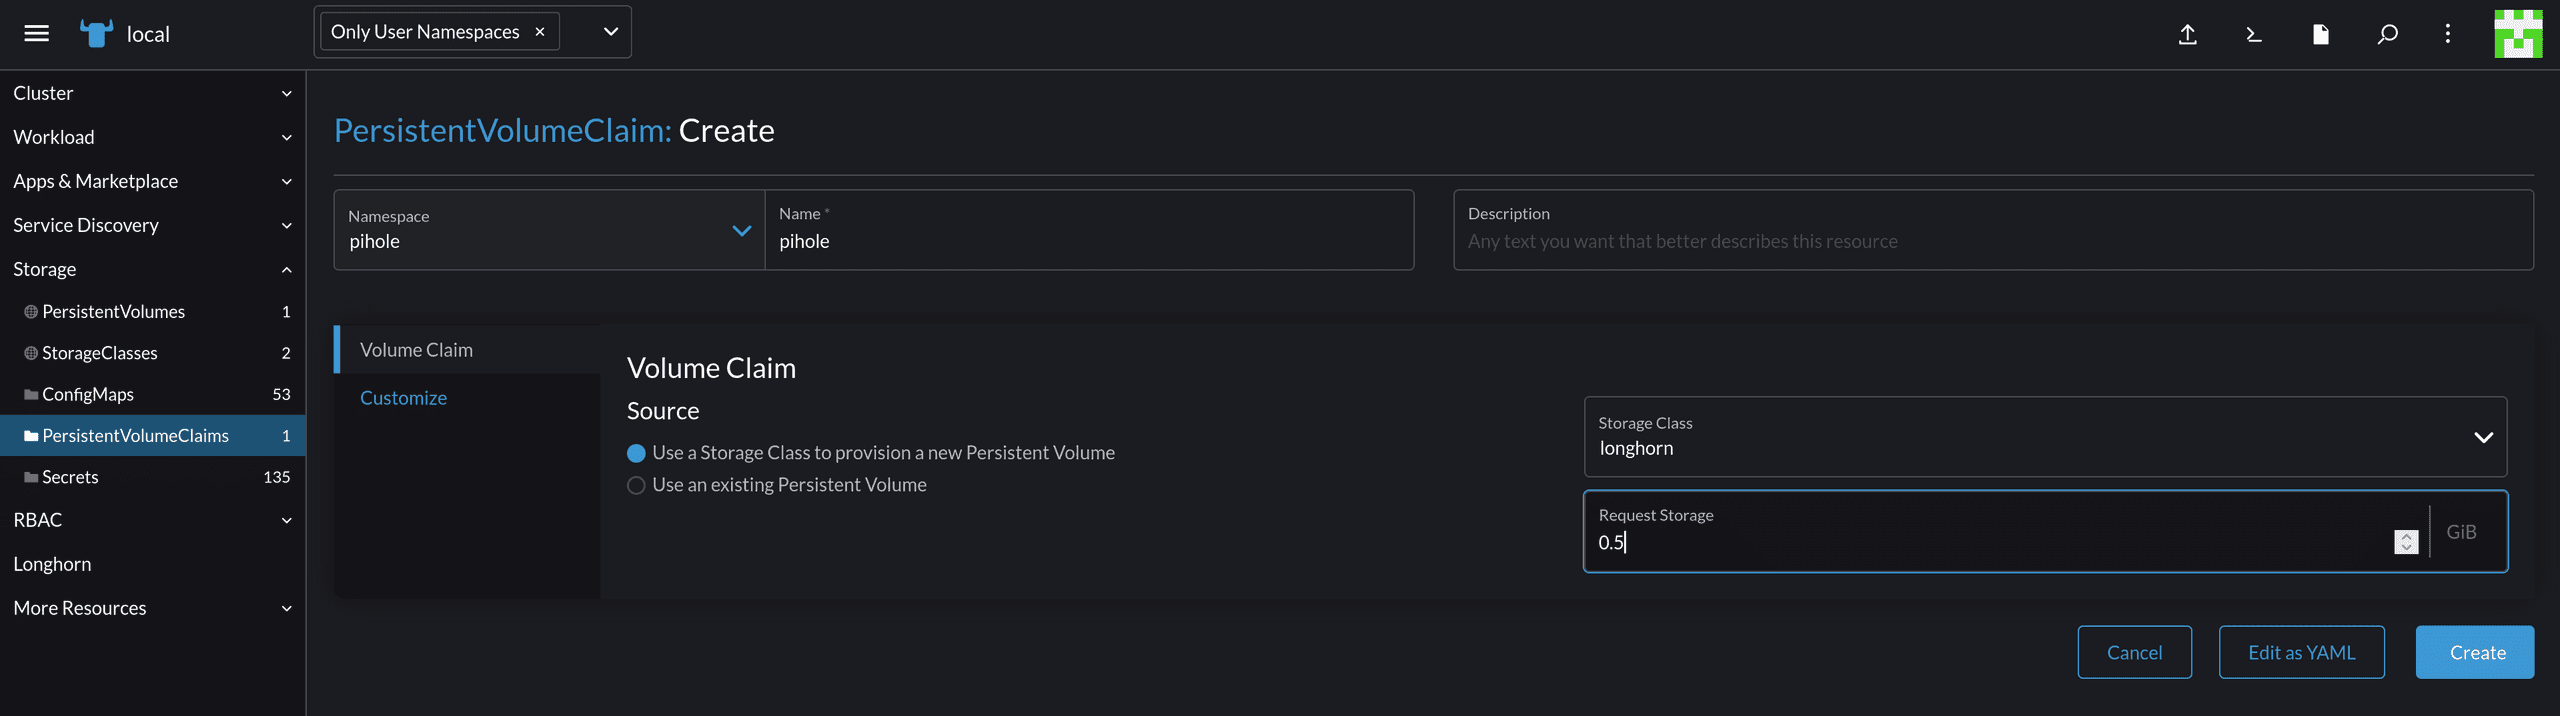 local
Only User Namespaces ×
Cluster
Workload
Apps & Marketplace
Service Discovery
Storage
PersistentVolumes 1
StorageClasses 2
ConfigMaps 53
PersistentVolumeClaims 1
Secrets 135
RBAC
Longhorn
More Resources
PersistentVolumeClaim: Create
Namespace
pihole
Name *
pihole
Description
Any text you want that better describes this resource
Volume Claim
Customize
Volume Claim
Source
Use a Storage Class to provision a new Persistent Volume
Use an existing Persistent Volume
Storage Class
longhorn
Request Storage
0.5
GiB
Cancel
Edit as YAML
Create